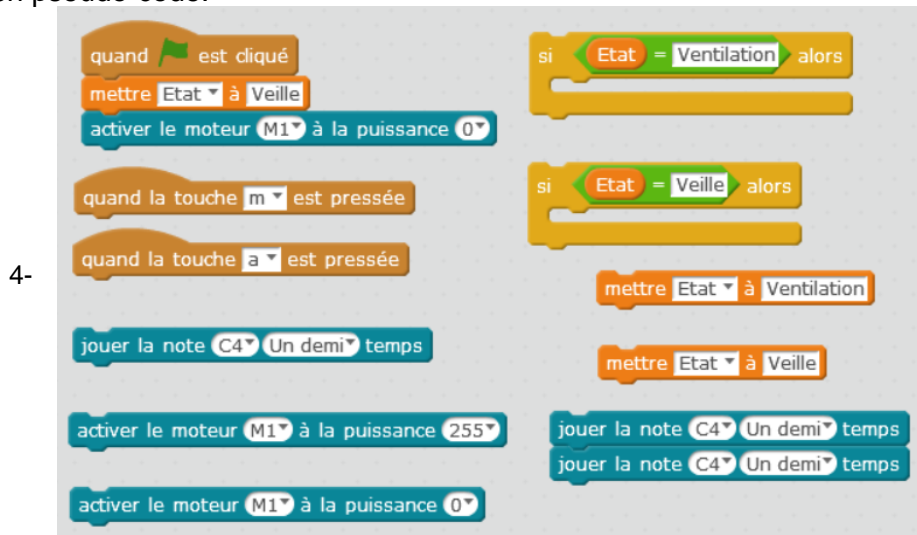 en pseudo-code.
quand est cliqué
mettre Etat à Veille
activer le moteur M1 à la puissance 0
quand la touche m est pressée
quand la touche a est pressée
4-
jouer la note C4 Un demi temps
activer le moteur M1 à la puissance 255
activer le moteur M1 à la puissance 0
si Etat = Ventilation alors
si Etat = Veille alors
mettre Etat à Ventilation
mettre Etat à Veille
jouer la note C4 Un demi temps
jouer la note C4 Un demi temps